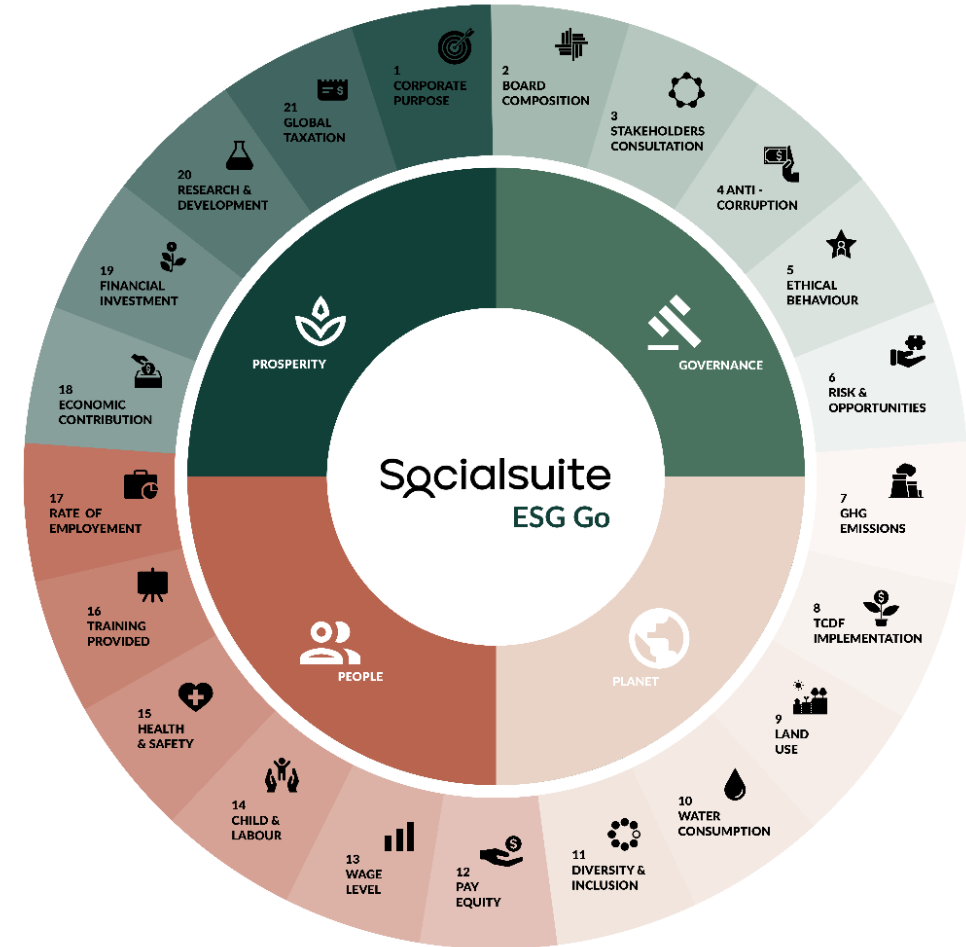 1
CORPORATE
PURPOSE
2
BOARD
COMPOSITION
3
STAKEHOLDERS
CONSULTATION
4 ANTI -
CORRUPTION
5
ETHICAL
BEHAVIOUR
6
RISK &
OPPORTUNITIES
7
GHG
EMISSIONS
8
TCDF
IMPLEMENTATION
9
LAND
USE
10
WATER
CONSUMPTION
11
DIVERSITY &
INCLUSION
12
PAY
EQUITY
13
WAGE
LEVEL
14
CHILD &
LABOUR
15
HEALTH
& SAFETY
16
TRAINING
PROVIDED
17
RATE OF
EMPLOYEMENT
18
ECONOMIC
CONTRIBUTION
19
FINANCIAL
INVESTMENT
20
RESEARCH &
DEVELOPMENT
21
GLOBAL
TAXATION
PROSPERITY
GOVERNANCE
PEOPLE
PLANET
Socialsuite
ESG Go